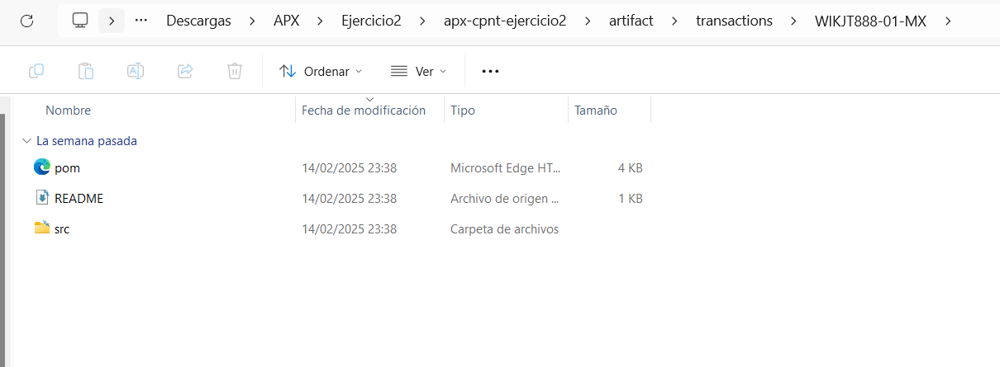 Descargas > APX > Ejercicio2 > apx-cpnt-ejercicio2 > artifact > transactions > WIKJT888-01-MX >
Ordenar Ver
Nombre Fecha de modificación Tipo Tamaño
La semana pasada
pom 14/02/2025 23:38 Microsoft Edge HT... 4 KB
README 14/02/2025 23:38 Archivo de origen ... 1 KB
src 14/02/2025 23:38 Carpeta de archivos